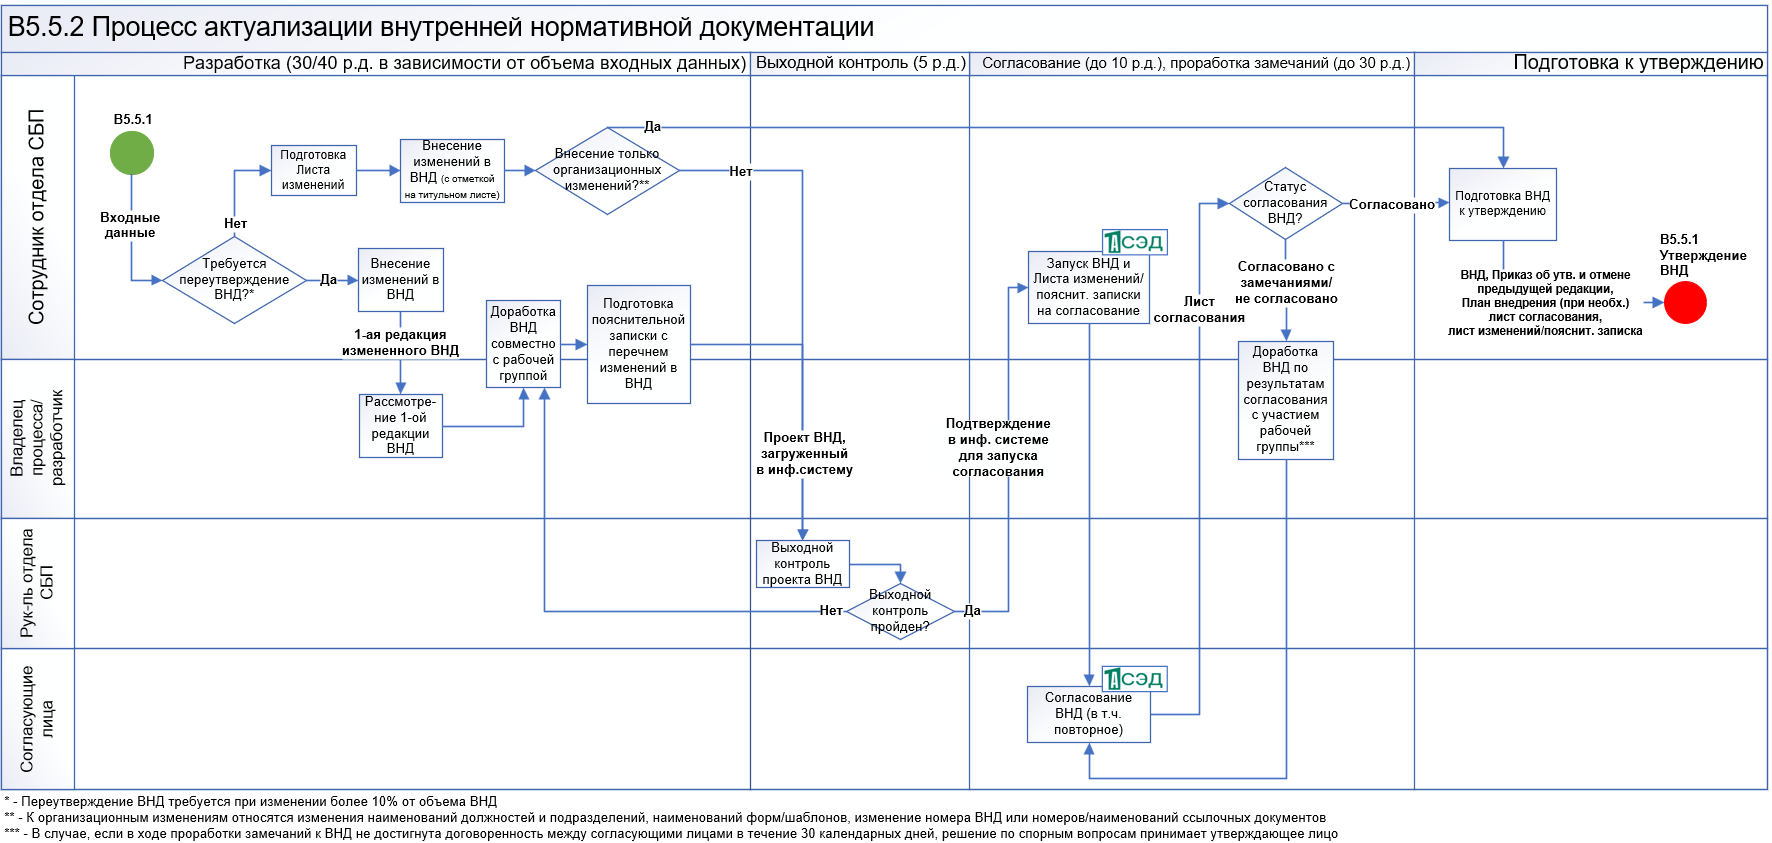 В5.5.2 Процесс актуализации внутренней нормативной документации
Разработка (30/40 р.д. в зависимости от объема входных данных)
Выходной контроль (5 р.д.)
Согласование (до 10 р.д.), проработка замечаний (до 30 р.д.)
Подготовка к утверждению
Сотрудник отдела СБП
В5.5.1
Входные
данные
Требуется
переутверждение
ВНД?*
Нет
Да
Подготовка
Листа
изменений
Внесение
изменений в
ВНД (с отметкой
на титульном листе)
Внесение только
организационных
изменений?**
Да
Нет
Внесение
изменений в
ВНД
1-ая редакция
измененного ВНД
Доработка
ВНД
совместно
с рабочей
группой
Подготовка
пояснительной
записки с
перечнем
изменений в
ВНД
ТАСЭД
Запуск ВНД и
Листа изменений/
пояснит. записки
на согласование
Статус
согласования
ВНД?
Согласовано
Согласовано с
замечаниями/
не согласовано
Лист
согласования
Подготовка ВНД
к утверждению
ВНД, Приказ об утв. и отмене
предыдущей редакции,
План внедрения (при необх.)
лист согласования,
лист изменений/пояснит. записка
В5.5.1
Утверждение
ВНД
Владелец
процесса/
разработчик
Рассмотре-
ние 1-ой
редакции
ВНД
Проект ВНД,
загруженный
в инф.систему
Подтверждение
в инф. системе
для запуска
согласования
Доработка
ВНД по
результатам
согласования
с участием
рабочей
группы***
Рук-ль отдела
СБП
Выходной
контроль
проекта ВНД
Выходной
контроль
пройден?
Нет
Да
Согласующие
лица
ТАСЭД
Согласование
ВНД (в т.ч.
повторное)
* - Переутверждение ВНД требуется при изменении более 10% от объема ВНД
** - К организационным изменениям относятся изменения наименований должностей и подразделений, наименований форм/шаблонов, изменение номера ВНД или номеров/наименований ссылочных документов
*** - В случае, если в ходе проработки замечаний к ВНД не достигнута договоренность между согласующими лицами в течение 30 календарных дней, решение по спорным вопросам принимает утверждающее лицо